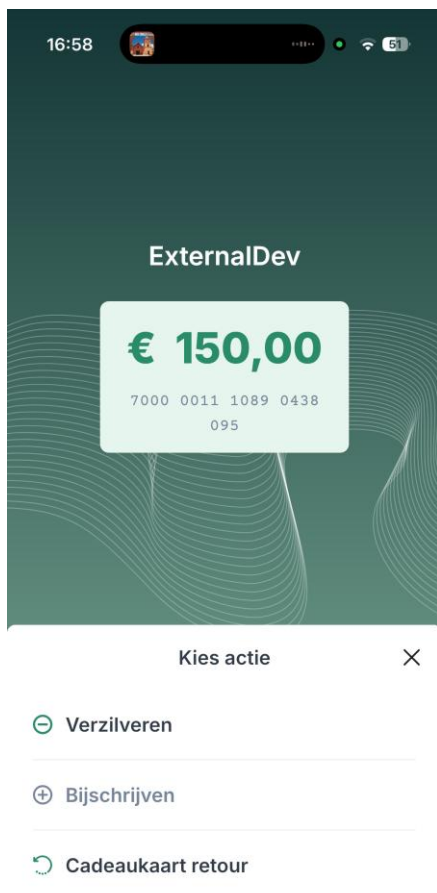 16:58
51
ExternalDev
€ 150,00
7000 0011 1089 0438
095
Kies actie
Verzilveren
Bijschrijven
Cadeaukaart retour